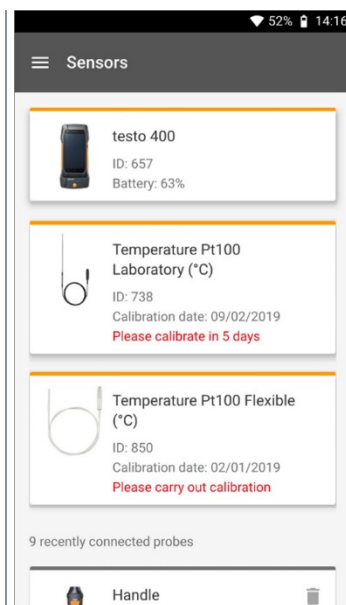 52% 14:16
Sensors
testo 400
ID: 657
Battery: 63%
Temperature Pt100
Laboratory (°C)
ID: 738
Calibration date: 09/02/2019
Please calibrate in 5 days
Temperature Pt100 Flexible
(°C)
ID: 850
Calibration date: 02/01/2019
Please carry out calibration
9 recently connected probes
Handle